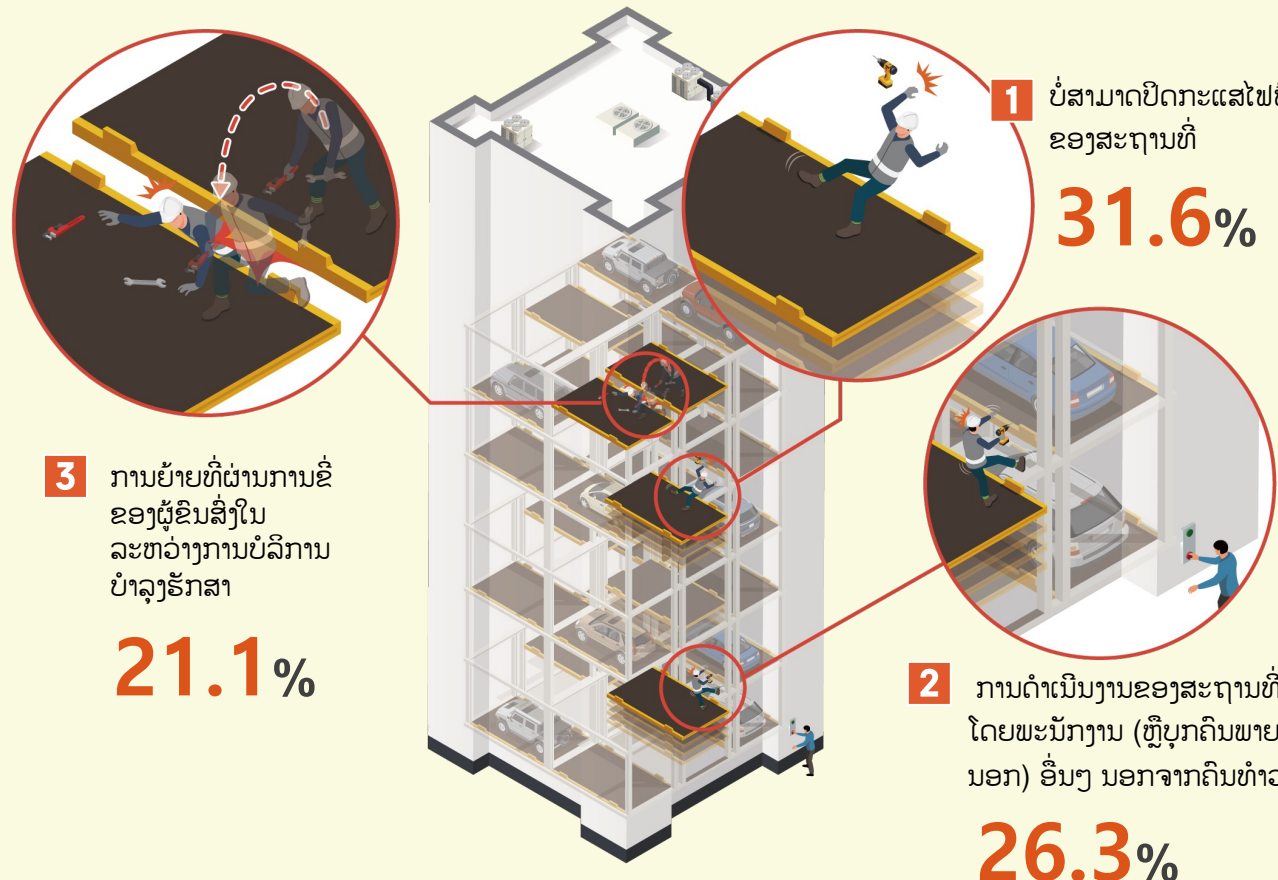 1
ບໍ່ສາມາດປິດກະແສໄຟ
ຂອງສະຖານທີ່
31.6%
2
ການດຳເນີນງານຂອງສະຖານທີ່
ໂດຍພະນັກງານ (ຫຼືບຸກຄົນພາຍ
ນອກ) ອື່ນໆ ນອກຈາກຄົນທຳ
26.3%
3
ການຍ້າຍທີ່ຜ່ານການຂີ່
ຂອງຜູ້ຂົນສົ່ງໃນ
ລະຫວ່າງການບໍລິການ
ບຳລຸງຮັກສາ
21.1%